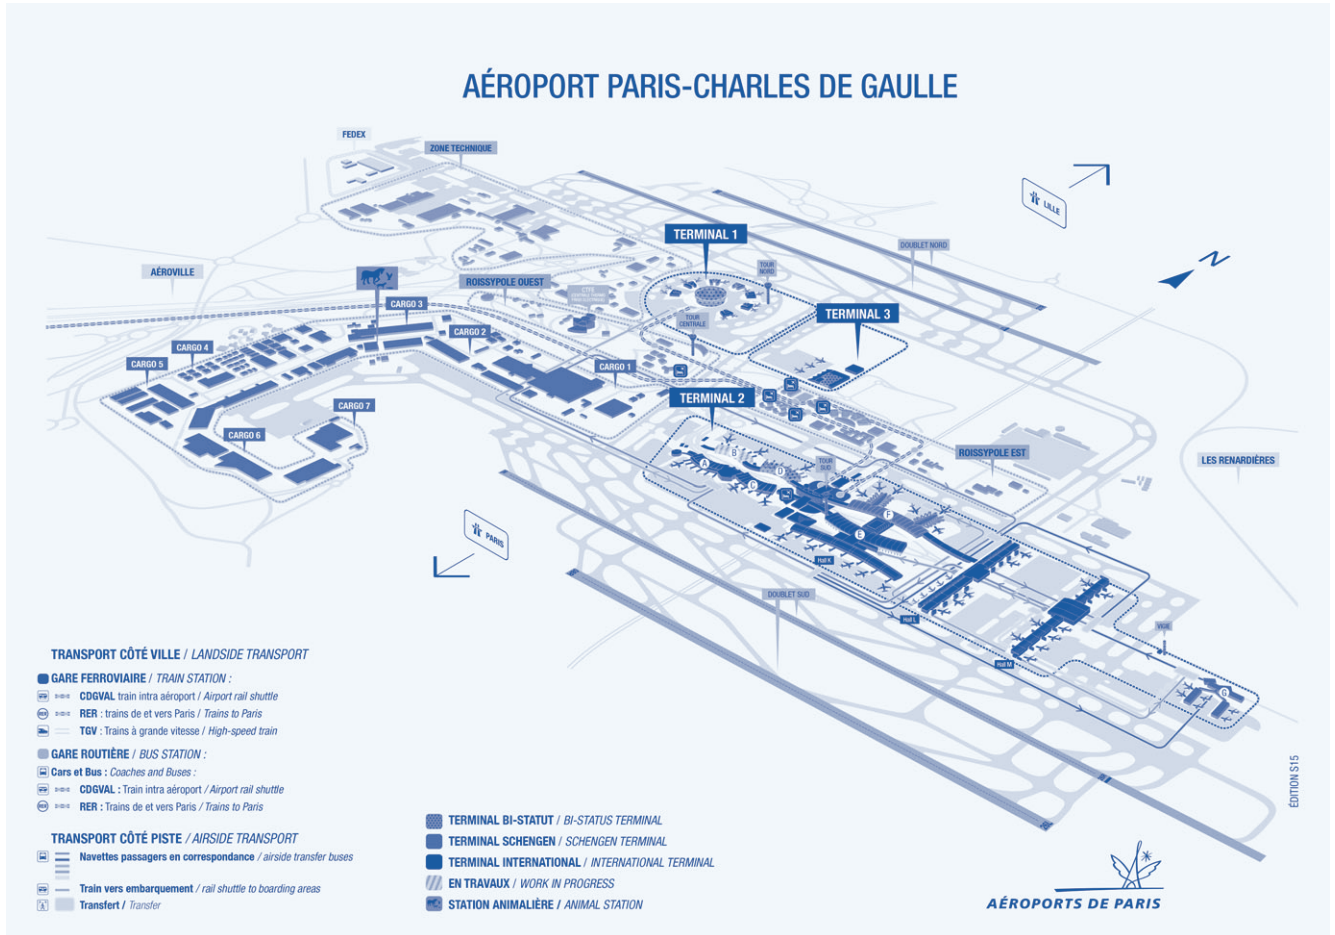 AÉROPORT PARIS-CHARLES DE GAULLE
FEDEX
ZONE TECHNIQUE
LILLE
TERMINAL 1
DOUBLET NORD
N
AÉROVILLE
TOUR
NORD
ROISSYPOLE OUEST
CARGO 3
TERMINAL 3
TOUR
CENTRALE
CARGO 2
CARGO 4
CARGO 5
CARGO 1
TERMINAL 2
CARGO 7
CARGO 6
ROISSYPOLE EST
LES RENARDIÈRES
TOUR
SUD
A
B
C
D
E
F
PARIS
Hall K
DOUBLET SUD
Hall L
VIGIE
Hall M
G
TRANSPORT CÔTÉ VILLE / LANDSIDE TRANSPORT
GARE FERROVIAIRE / TRAIN STATION :
CDGVAL train intra aéroport / Airport rail shuttle
RER : trains de et vers Paris / Trains to Paris
TGV : Trains à grande vitesse / High-speed train
GARE ROUTIÈRE / BUS STATION :
Cars et Bus : Coaches and Buses :
CDGVAL : Train intra aéroport / Airport rail shuttle
RER : Trains de et vers Paris / Trains to Paris
TRANSPORT CÔTÉ PISTE / AIRSIDE TRANSPORT
Navettes passagers en correspondance / airside transfer buses
Train vers embarquement / rail shuttle to boarding areas
Transfert / Transfer
TERMINAL BI-STATUT / BI-STATUS TERMINAL
TERMINAL SCHENGEN / SCHENGEN TERMINAL
TERMINAL INTERNATIONAL / INTERNATIONAL TERMINAL
EN TRAVAUX / WORK IN PROGRESS
STATION ANIMALIÈRE / ANIMAL STATION
ÉDITION S15
AÉROPORTS DE PARIS